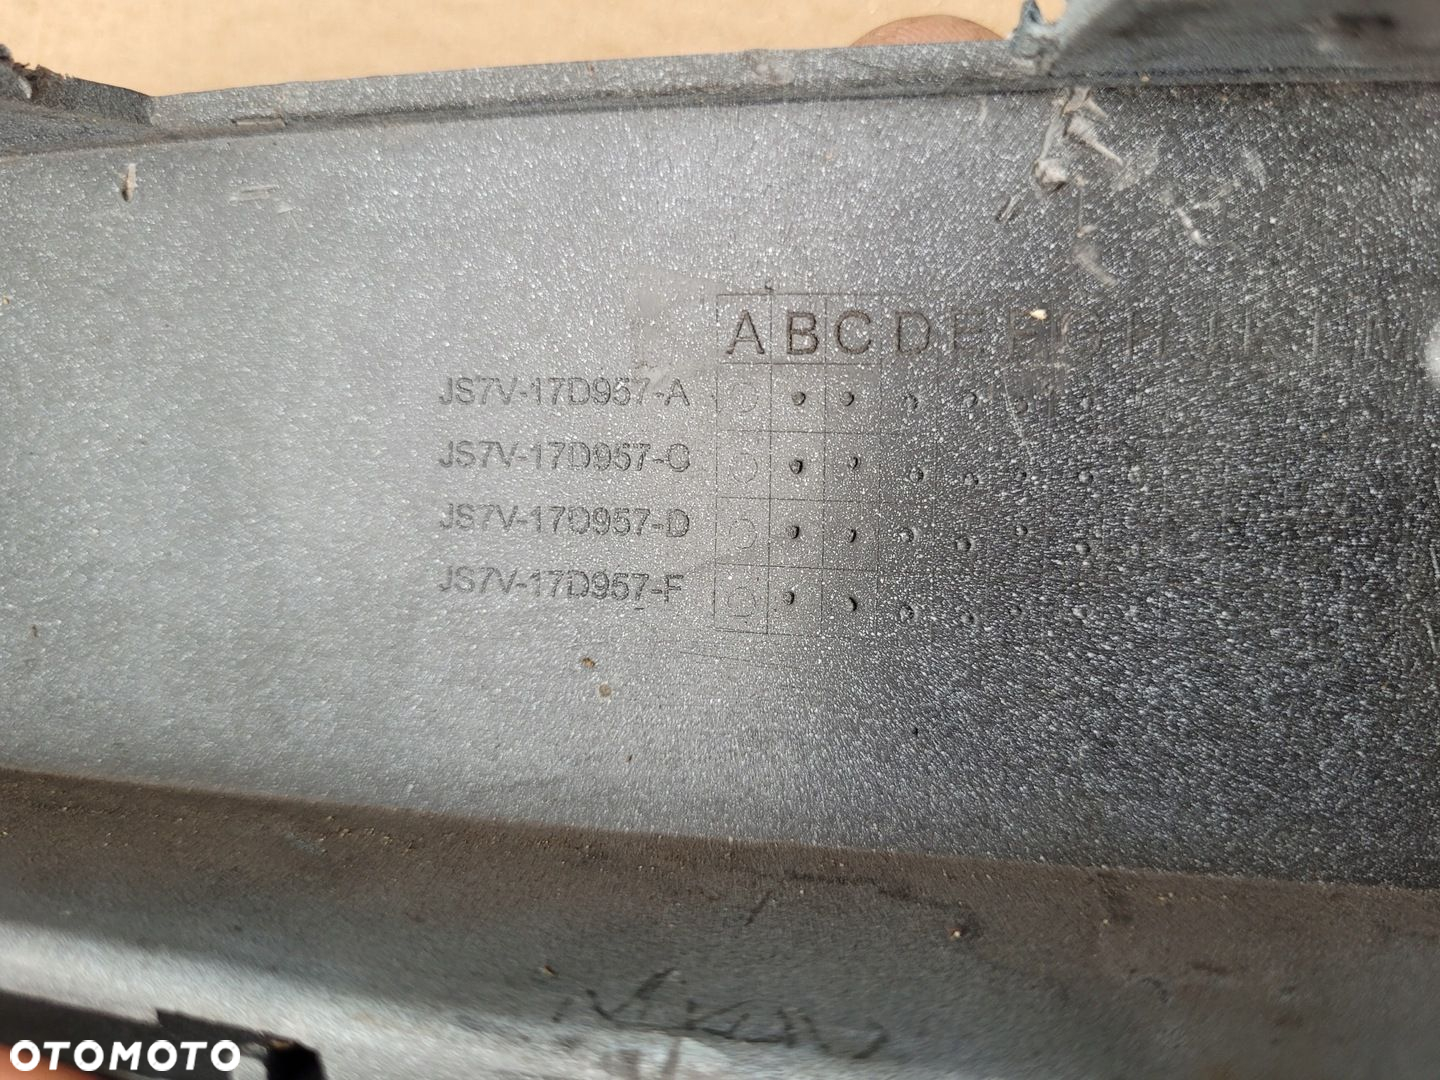 A B C D E F G H J K L M
JS7V-17D957-A
JS7V-17D957-C
JS7V-17D957-D
JS7V-17D957-F
OTOMOTO